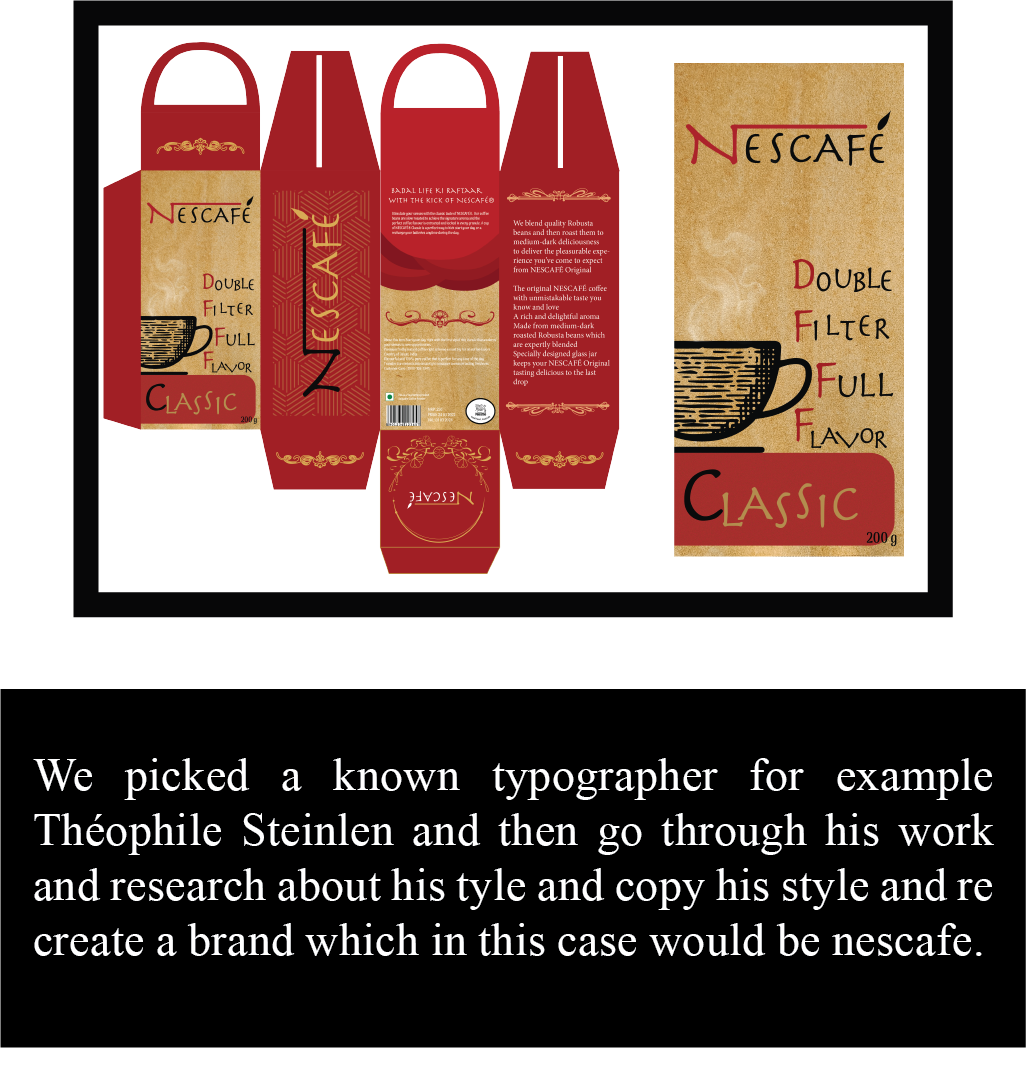 NESCAFÉ
DOUBLE
FILTER
FULL
FLAVOR
CLASSIC
200 g
NESCAFÉ
BADAL LIFE KI RAFTAAR
WITH THE KICK OF NESCAFÉ®
NESCAFÉ
We blend quality Robusta
beans and then roast them to
medium-dark deliciousness
to deliver the pleasurable expe-
rience you've come to expect
from NESCAFÉ Original
The original NESCAFÉ coffee
with unmistakable taste you
know and love
A rich and delightful aroma
Made from medium-dark
roasted Robusta beans which
are expertly blended
Specially designed glass jar
keeps your NESCAFÉ Original
tasting delicious to the last
drop
NESCAFÉ
DOUBLE
FILTER
FULL
FLAVOR
CLASSIC
200 g
We picked a known typographer for example
Théophile Steinlen and then go through his work
and research about his tyle and copy his style and re
create a brand which in this case would be nescafe.